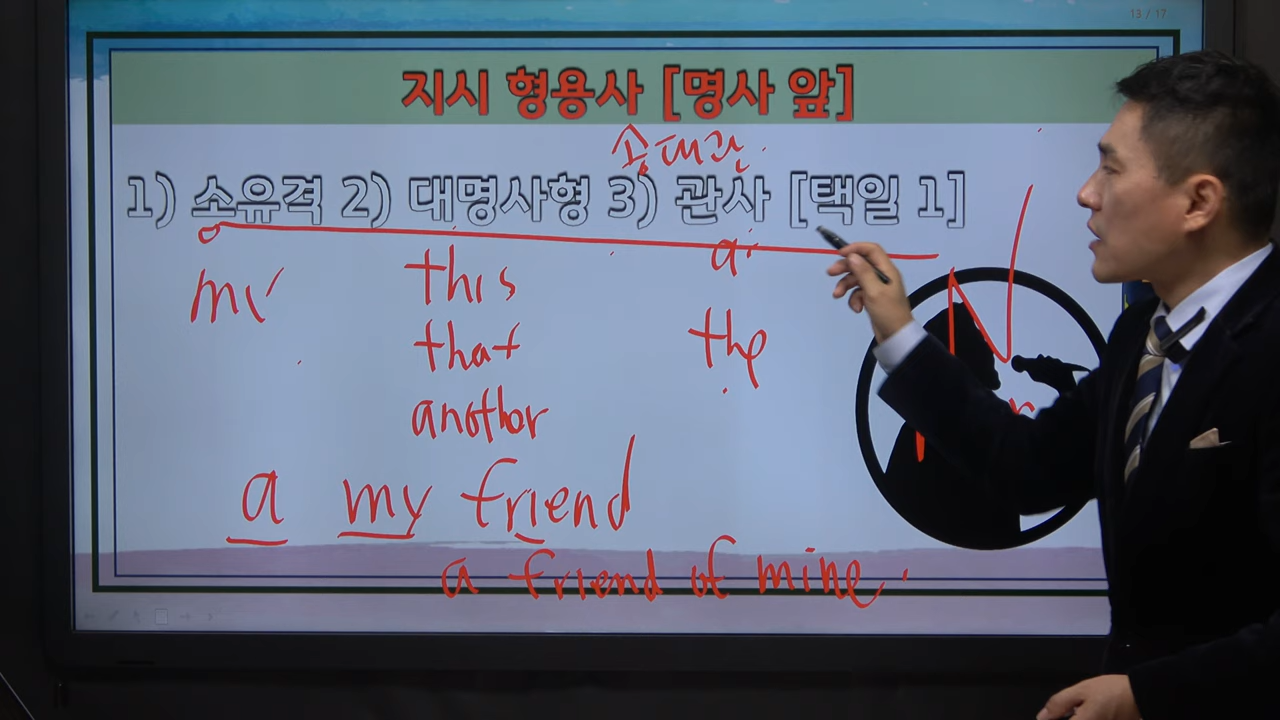 13 / 17
지시 형용사 [명사 앞]
송대관
1) 소유격 2) 대명사형 3) 관사 [택일 1]
my this a
that the
another
a my friend
a friend of mine.